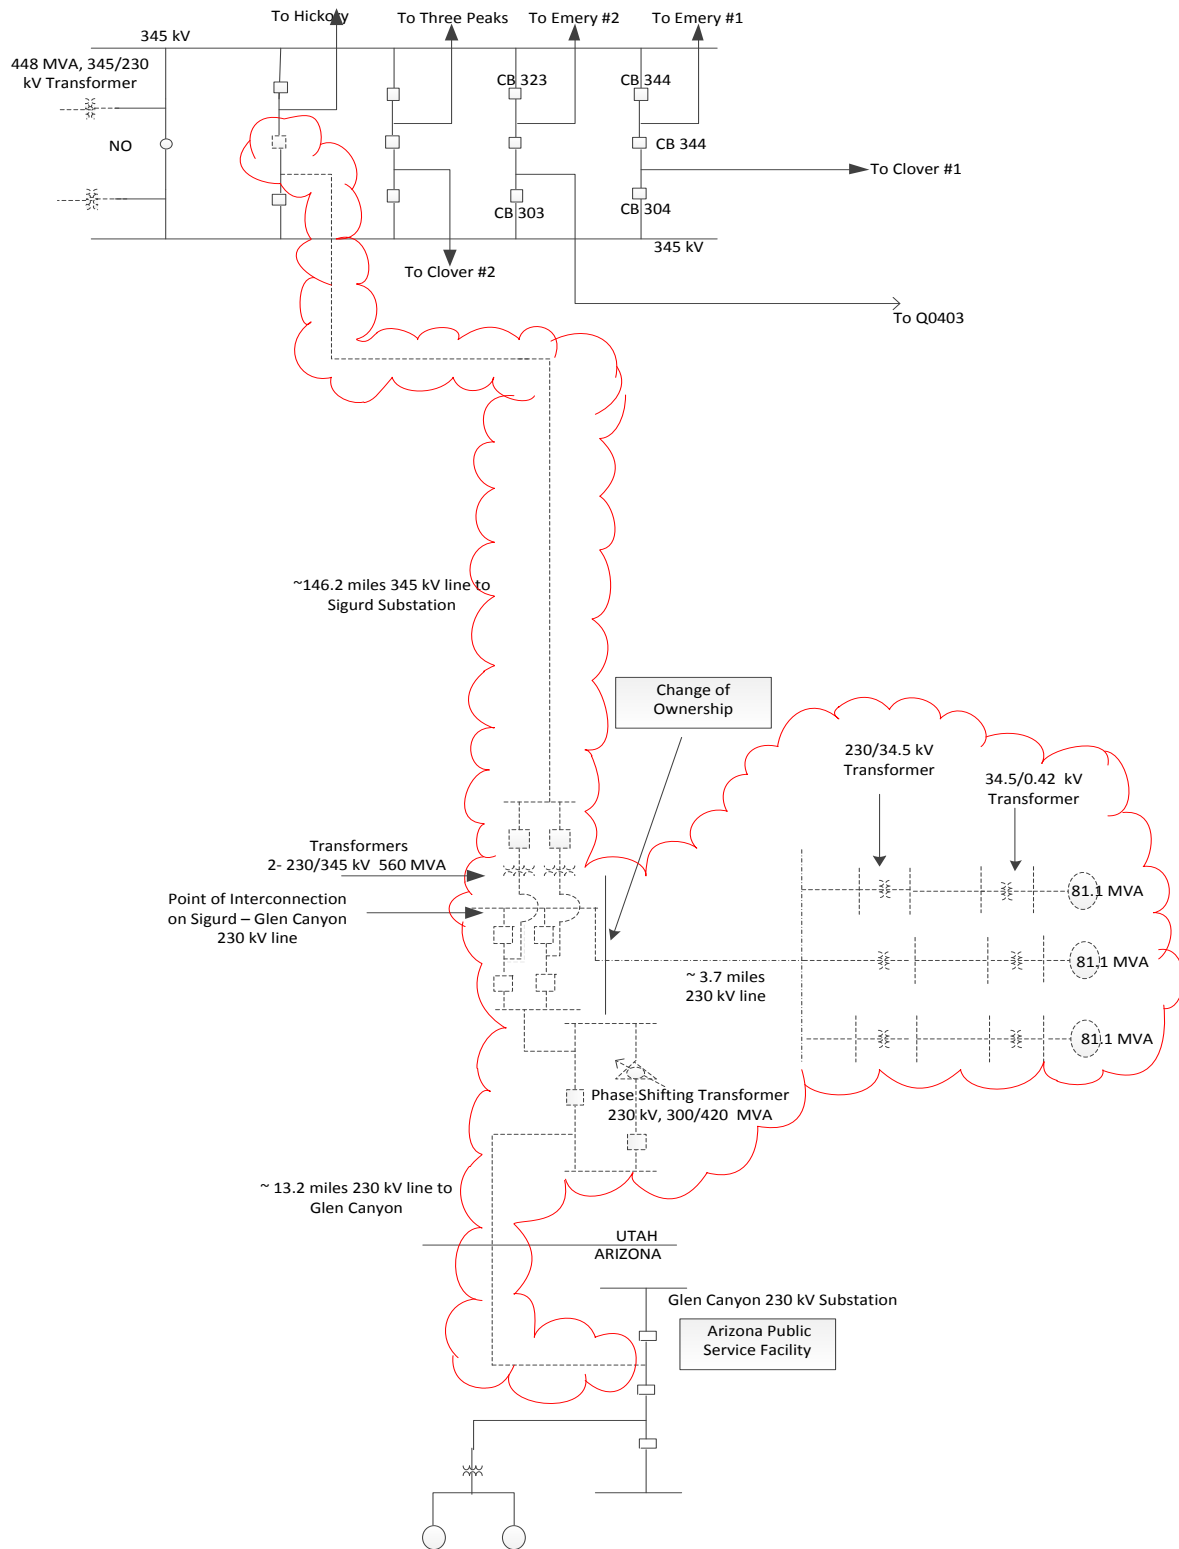 To Hickory
To Three Peaks
To Emery #2
To Emery #1
345 kV
448 MVA, 345/230
kV Transformer
CB 323
CB 344
NO
CB 344
To Clover #1
CB 303
CB 304
345 kV
To Clover #2
To Q0403
~146.2 miles 345 kV line to
Sigurd Substation
Change of
Ownership
230/34.5 kV
Transformer
34.5/0.42 kV
Transformer
Transformers
2- 230/345 kV 560 MVA
Point of Interconnection
on Sigurd – Glen Canyon
230 kV line
81.1 MVA
81.1 MVA
~ 3.7 miles
230 kV line
81.1 MVA
Phase Shifting Transformer
230 kV, 300/420 MVA
~ 13.2 miles 230 kV line to
Glen Canyon
UTAH
ARIZONA
Glen Canyon 230 kV Substation
Arizona Public
Service Facility